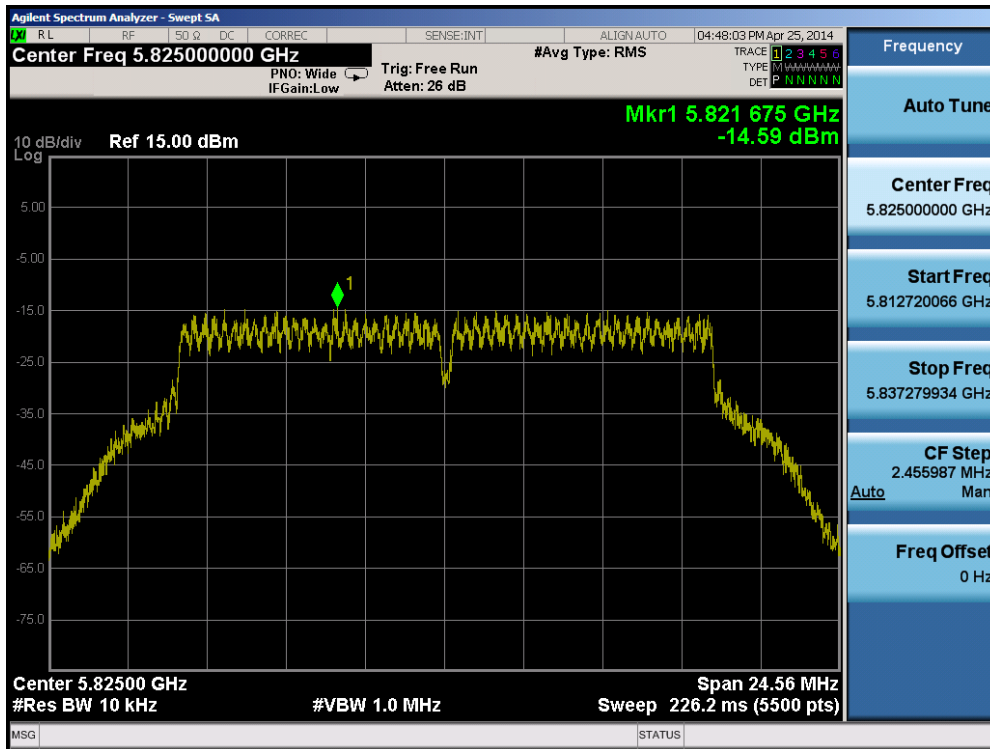 Agilent Spectrum Analyzer - Swept SA
LXI RL RF 50 Ω DC CORREC SENSE:INT ALIGN AUTO 04:48:03 PM Apr 25, 2014
Center Freq 5.825000000 GHz
PNO: Wide
IFGain:Low
Trig: Free Run
Atten: 26 dB
#Avg Type: RMS
TRACE 1 2 3 4 5 6
TYPE M WWWWW
DET P N N N N N
Mkr1 5.821 675 GHz
-14.59 dBm
10 dB/div Ref 15.00 dBm
Log
1
5.00
-5.00
-15.0
-25.0
-35.0
-45.0
-55.0
-65.0
-75.0
Center 5.82500 GHz Span 24.56 MHz
#Res BW 10 kHz #VBW 1.0 MHz Sweep 226.2 ms (5500 pts)
MSG STATUS
Frequency
Auto Tune
Center Freq
5.825000000 GHz
Start Freq
5.812720066 GHz
Stop Freq
5.837279934 GHz
CF Step
2.455987 MHz
Auto Man
Freq Offset
0 Hz